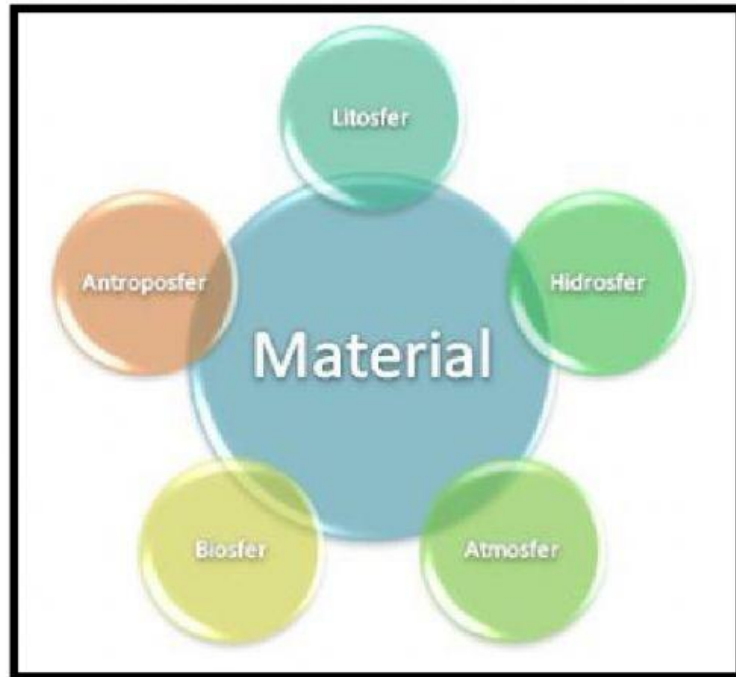 Litosfer
Antroposfer
Hidrosfer
Material
Biosfer
Atmosfer